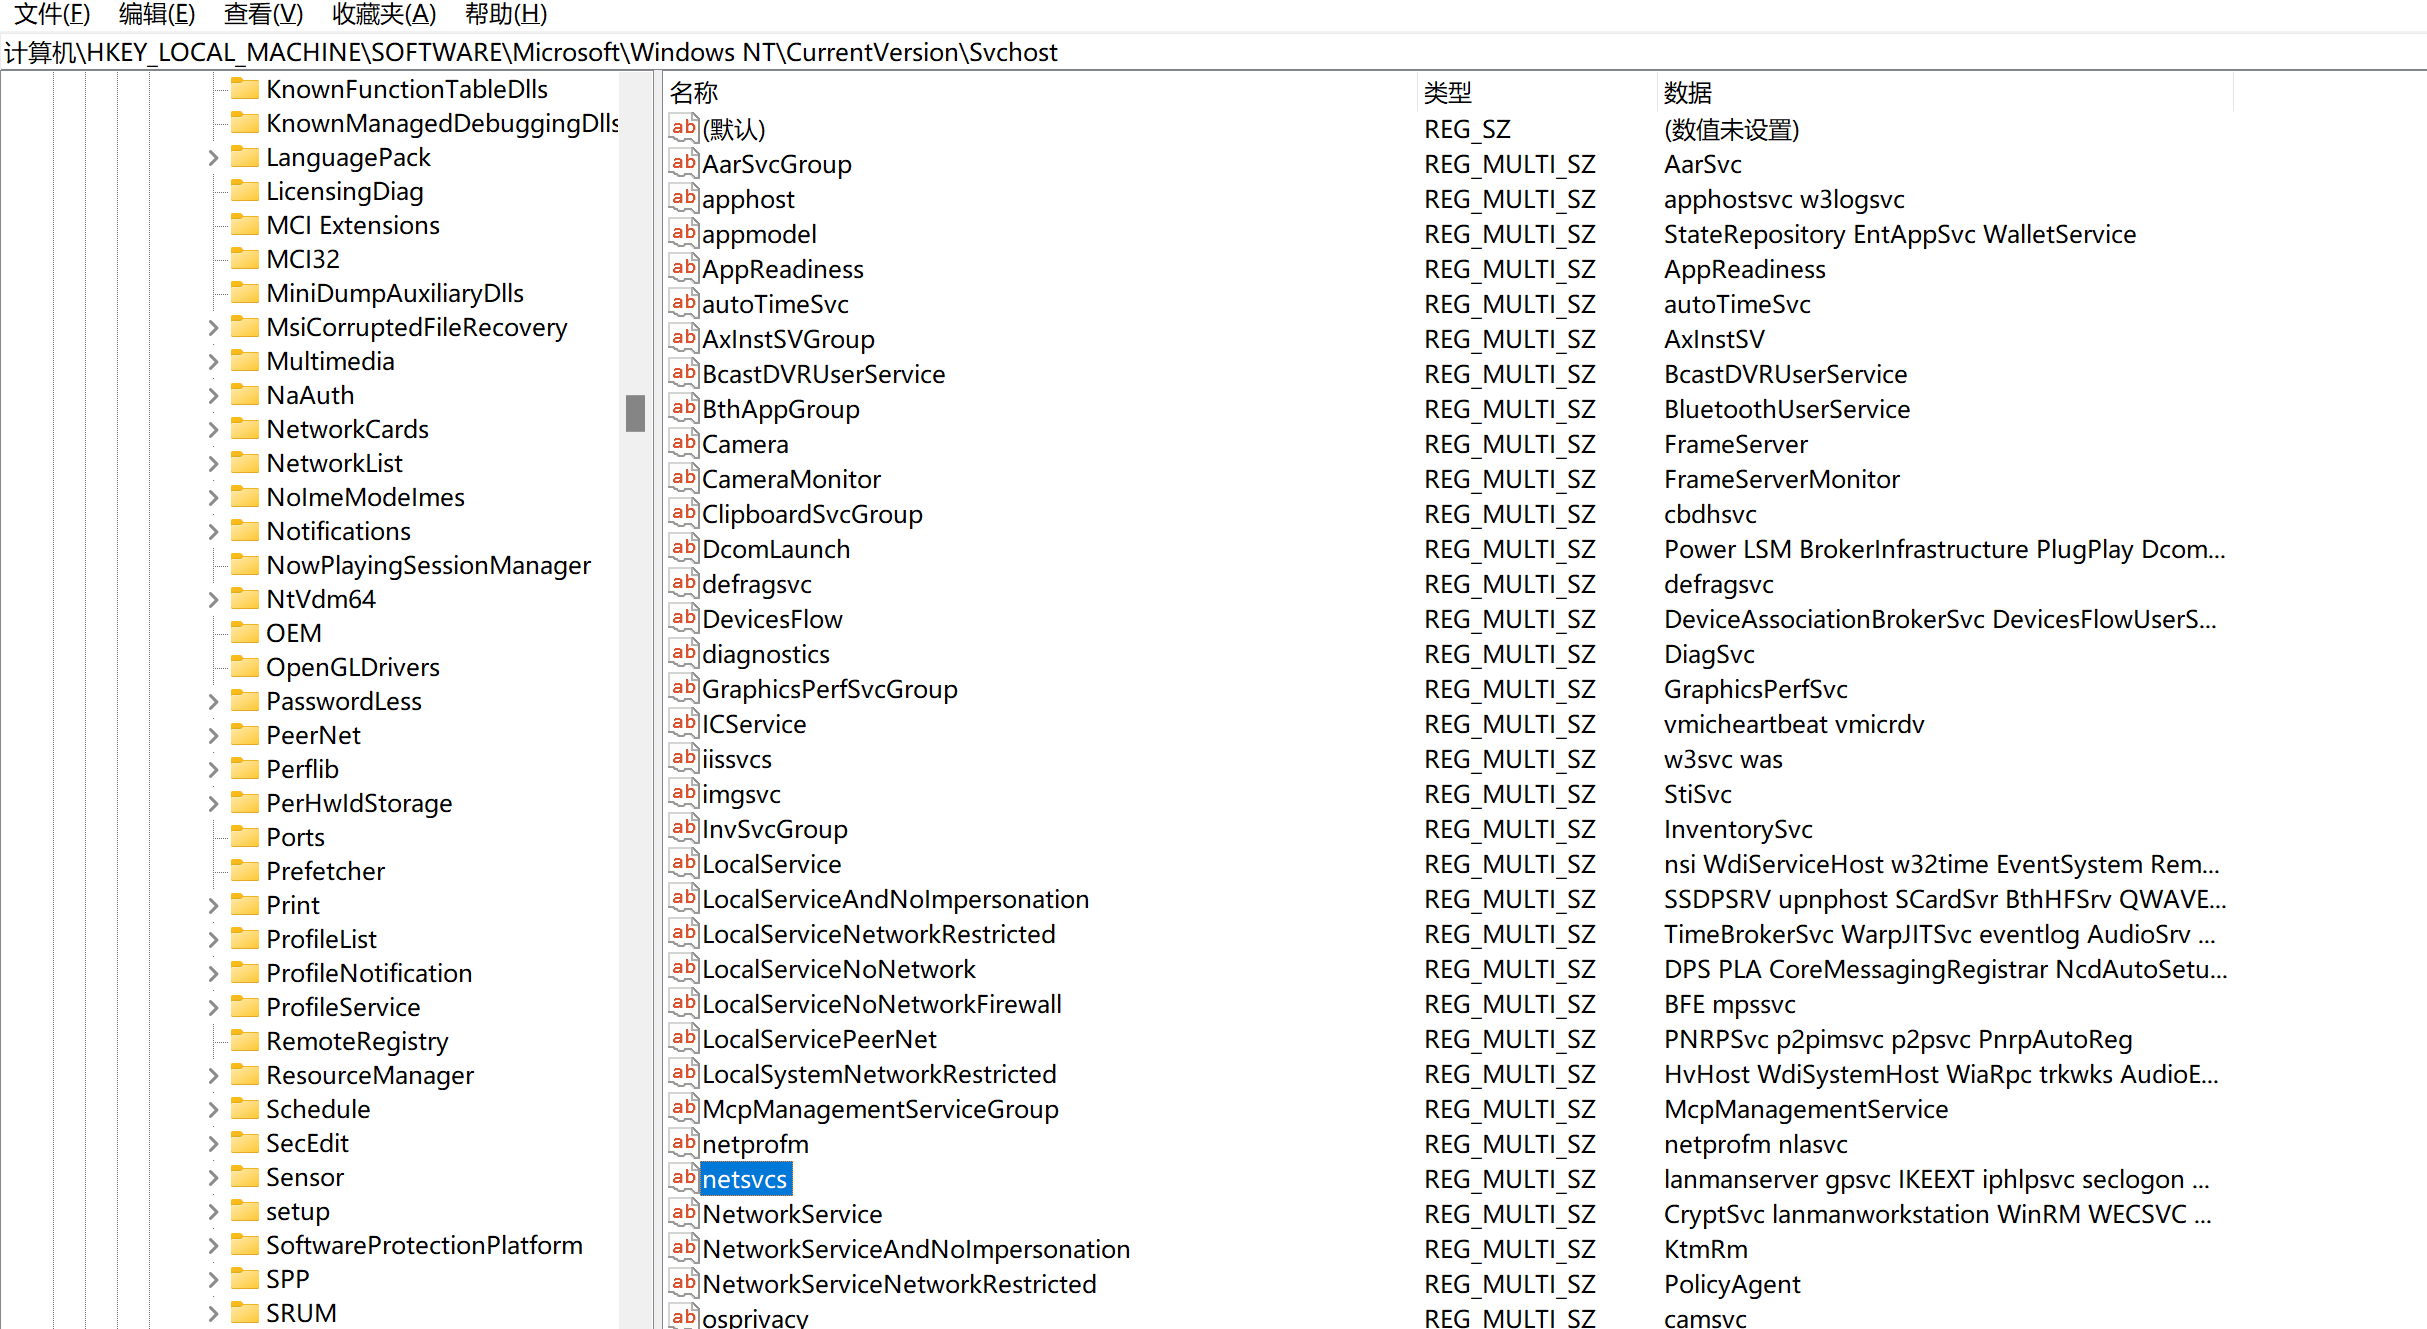 文件(F) 编辑(E) 查看(V) 收藏夹(A) 帮助(H)
计算机\HKEY_LOCAL_MACHINE\SOFTWARE\Microsoft\Windows NT\CurrentVersion\Svchost
KnownFunctionTableDlls
KnownManagedDebuggingDlls
LanguagePack
LicensingDiag
MCI Extensions
MCI32
MiniDumpAuxiliaryDlls
MsiCorruptedFileRecovery
Multimedia
NaAuth
NetworkCards
NetworkList
NoImeModeImes
Notifications
NowPlayingSessionManager
NtVdm64
OEM
OpenGLDrivers
PasswordLess
PeerNet
Perflib
PerHwIdStorage
Ports
Prefetcher
Print
ProfileList
ProfileNotification
ProfileService
RemoteRegistry
ResourceManager
Schedule
SecEdit
Sensor
setup
SoftwareProtectionPlatform
SPP
SRUM
名称 类型 数据
(默认) REG_SZ (数值未设置)
AarSvcGroup REG_MULTI_SZ AarSvc
apphost REG_MULTI_SZ apphostsvc w3logsvc
appmodel REG_MULTI_SZ StateRepository EntAppSvc WalletService
AppReadiness REG_MULTI_SZ AppReadiness
autoTimeSvc REG_MULTI_SZ autoTimeSvc
AxInstSVGroup REG_MULTI_SZ AxInstSV
BcastDVRUserService REG_MULTI_SZ BcastDVRUserService
BthAppGroup REG_MULTI_SZ BluetoothUserService
Camera REG_MULTI_SZ FrameServer
CameraMonitor REG_MULTI_SZ FrameServerMonitor
ClipboardSvcGroup REG_MULTI_SZ cbdhsvc
DcomLaunch REG_MULTI_SZ Power LSM BrokerInfrastructure PlugPlay Dcom...
defragsvc REG_MULTI_SZ defragsvc
DevicesFlow REG_MULTI_SZ DeviceAssociationBrokerSvc DevicesFlowUserS...
diagnostics REG_MULTI_SZ DiagSvc
GraphicsPerfSvcGroup REG_MULTI_SZ GraphicsPerfSvc
ICService REG_MULTI_SZ vmicheartbeat vmicrdv
iissvcs REG_MULTI_SZ w3svc was
imgsvc REG_MULTI_SZ StiSvc
InvSvcGroup REG_MULTI_SZ InventorySvc
LocalService REG_MULTI_SZ nsi WdiServiceHost w32time EventSystem Rem...
LocalServiceAndNoImpersonation REG_MULTI_SZ SSDPSRV upnphost SCardSvr BthHFSrv QWAVE...
LocalServiceNetworkRestricted REG_MULTI_SZ TimeBrokerSvc WarpJITSvc eventlog AudioSrv ...
LocalServiceNoNetwork REG_MULTI_SZ DPS PLA CoreMessagingRegistrar NcdAutoSetu...
LocalServiceNoNetworkFirewall REG_MULTI_SZ BFE mpssvc
LocalServicePeerNet REG_MULTI_SZ PNRPSvc p2pimsvc p2psvc PnrpAutoReg
LocalSystemNetworkRestricted REG_MULTI_SZ HvHost WdiSystemHost WiaRpc trkwks AudioE...
McpManagementServiceGroup REG_MULTI_SZ McpManagementService
netprofm REG_MULTI_SZ netprofm nlasvc
netsvcs REG_MULTI_SZ lanmanserver gpsvc IKEEXT iphlpsvc seclogon ...
NetworkService REG_MULTI_SZ CryptSvc lanmanworkstation WinRM WECSVC ...
NetworkServiceAndNoImpersonation REG_MULTI_SZ KtmRm
NetworkServiceNetworkRestricted REG_MULTI_SZ PolicyAgent
osprivacy REG_MULTI_SZ camsvc